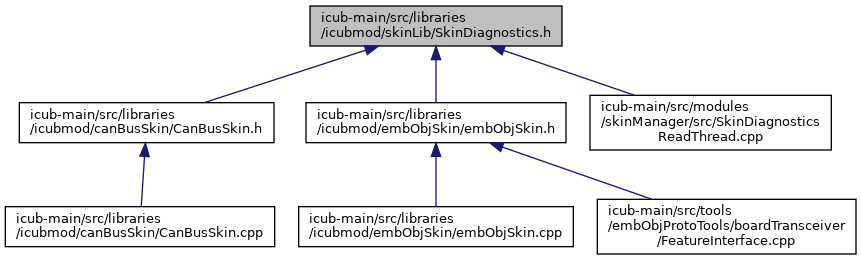 icub-main/src/libraries
/icubmod/skinLib/SkinDiagnostics.h
icub-main/src/libraries
/icubmod/canBusSkin/CanBusSkin.h
icub-main/src/libraries
/icubmod/embObjSkin/embObjSkin.h
icub-main/src/modules
/skinManager/src/SkinDiagnostics
ReadThread.cpp
icub-main/src/libraries
/icubmod/canBusSkin/CanBusSkin.cpp
icub-main/src/libraries
/icubmod/embObjSkin/embObjSkin.cpp
icub-main/src/tools
/embObjProtoTools/boardTransceiver
/FeatureInterface.cpp